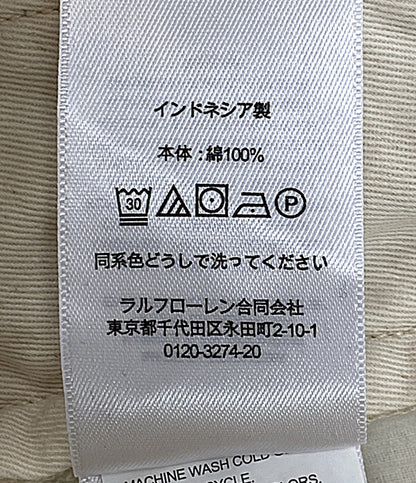 インドネシア製
本体：綿100%
30
P
同系色どうしで洗ってください
ラルフローレン合同会社
東京都千代田区永田町2-10-1
0120-3274-20
MACHINE WASH COLD